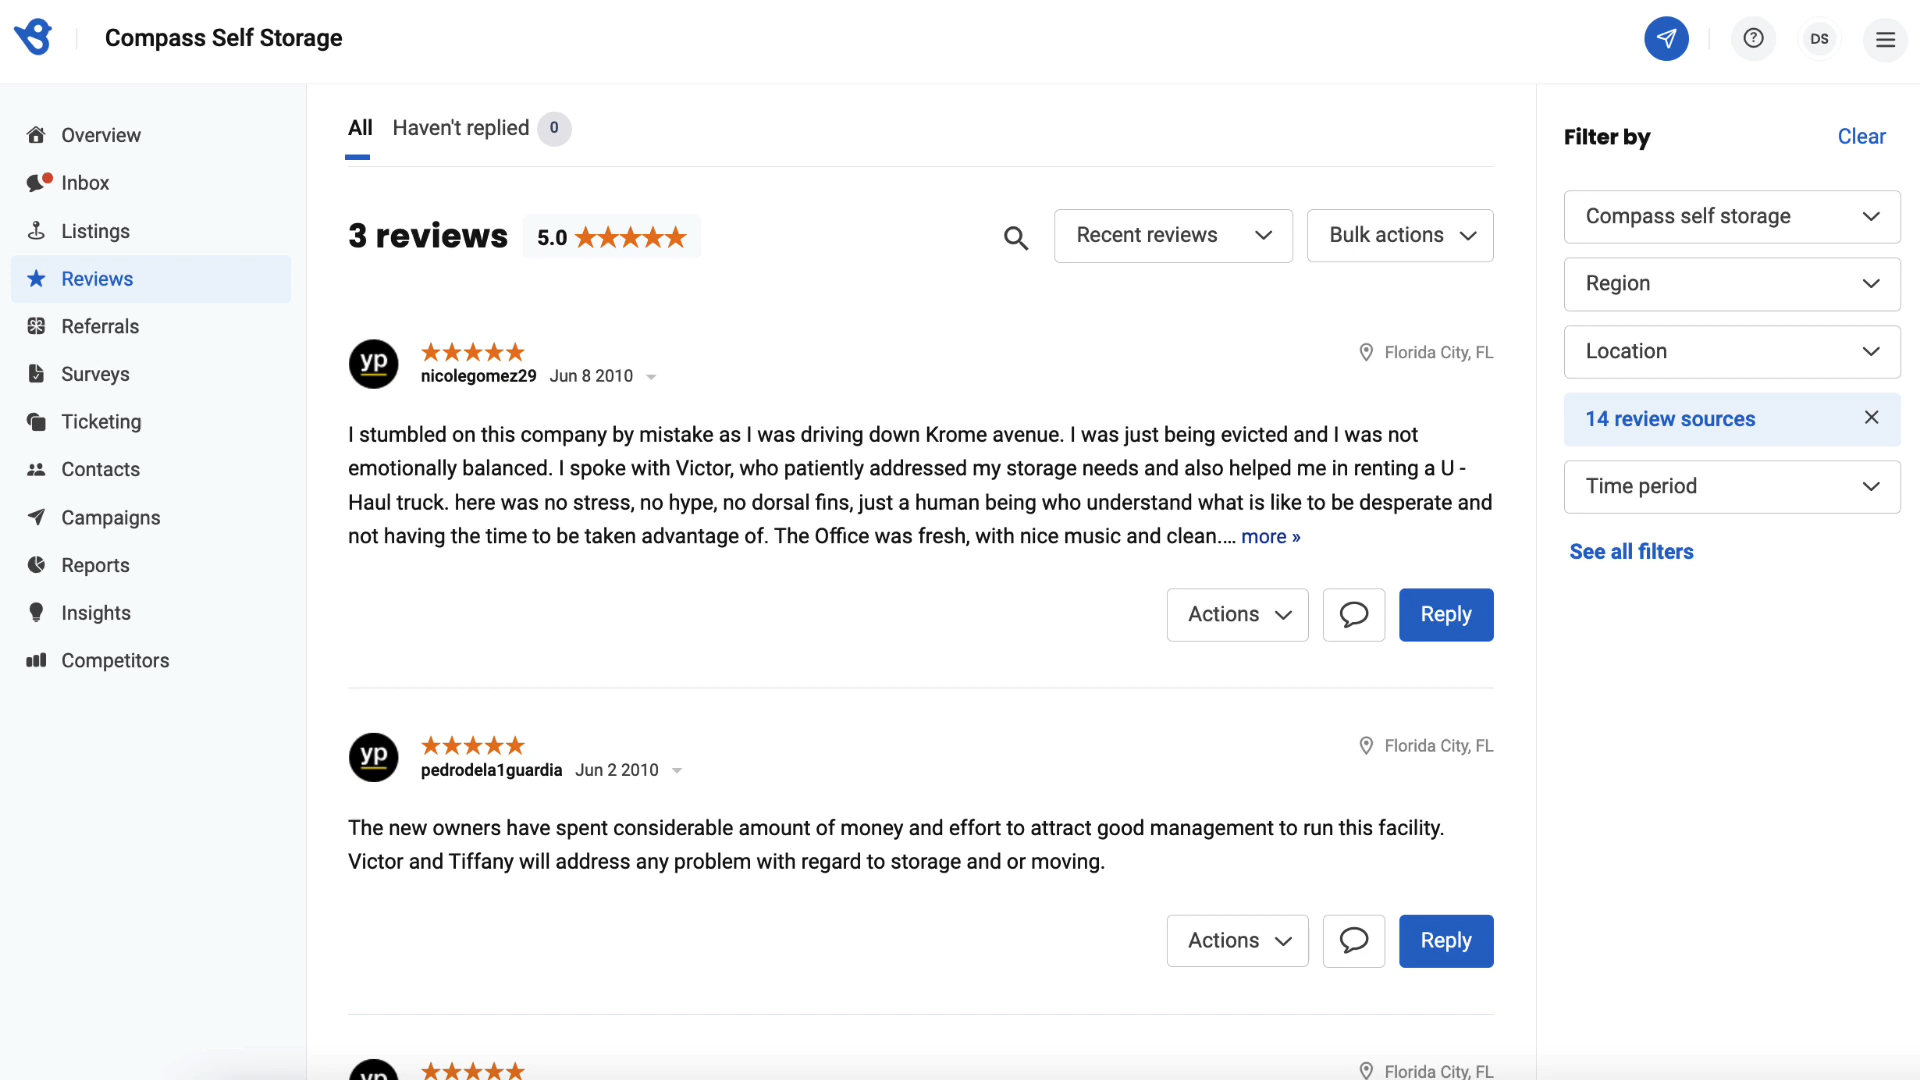 Compass Self Storage
DS
Overview
Inbox
Listings
Reviews
Referrals
Surveys
Ticketing
Contacts
Campaigns
Reports
Insights
Competitors
All Haven't replied 0
3 reviews 5.0
Recent reviews
Bulk actions
yp
nicolegomez29 Jun 8 2010
Florida City, FL
I stumbled on this company by mistake as I was driving down Krome avenue. I was just being evicted and I was not
emotionally balanced. I spoke with Victor, who patiently addressed my storage needs and also helped me in renting a U -
Haul truck. here was no stress, no hype, no dorsal fins, just a human being who understand what is like to be desperate and
not having the time to be taken advantage of. The Office was fresh, with nice music and clean.... more »
Actions
Reply
yp
pedrodela1guardia Jun 2 2010
Florida City, FL
The new owners have spent considerable amount of money and effort to attract good management to run this facility.
Victor and Tiffany will address any problem with regard to storage and or moving.
Actions
Reply
yp
Florida City, FL
Filter by
Clear
Compass self storage
Region
Location
14 review sources
Time period
See all filters